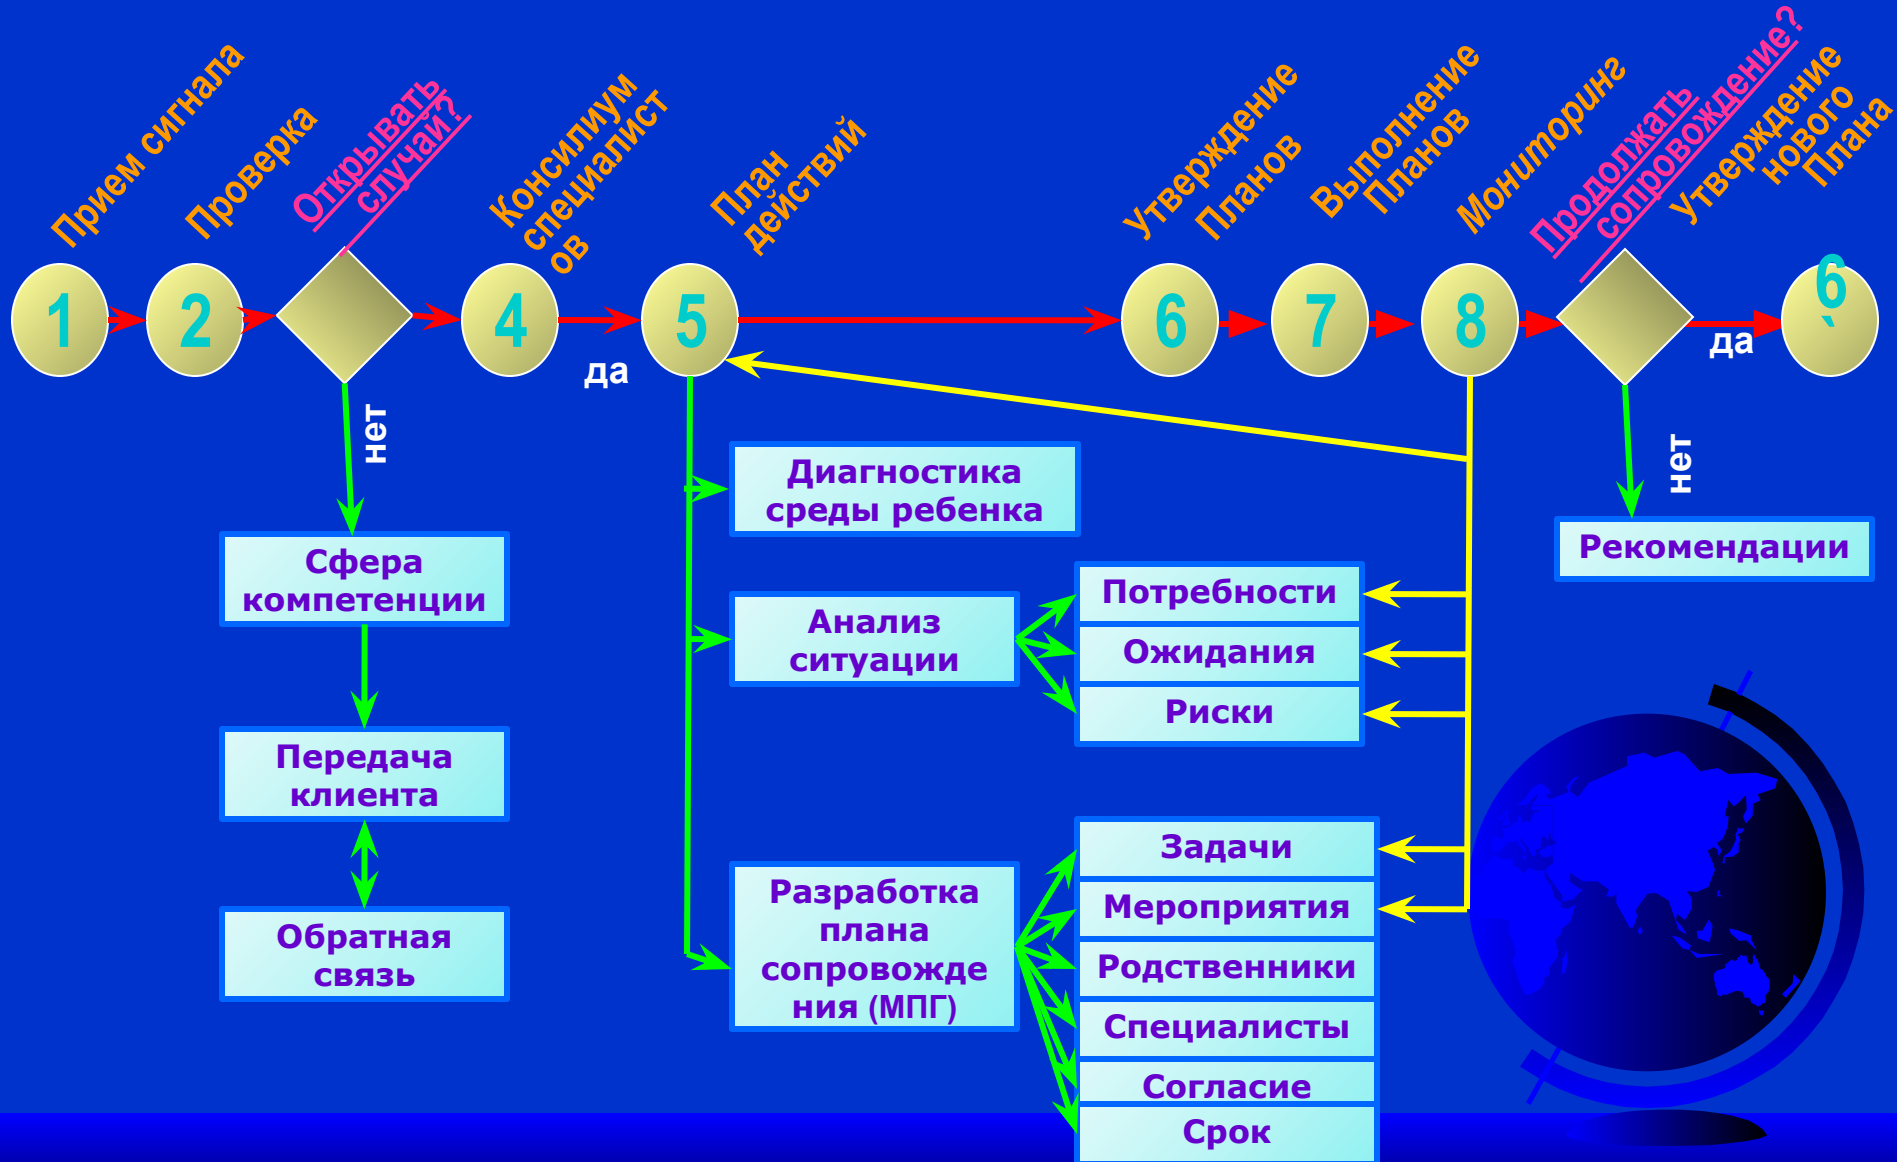 Прием сигнала
Проверка
Открывать
случай?
Консилиум
специалист
ов
План
действий
Утверждение
Планов
Выполнение
Планов
Мониторинг
Продолжать
сопровождение?
Утверждение
нового
Плана
1
2
4
5
6
7
8
6`
да
да
нет
нет
Сфера
компетенции
Передача
клиента
Обратная
связь
Диагностика
среды ребенка
Анализ
ситуации
Разработка
плана
сопровожде
ния (МПГ)
Потребности
Ожидания
Риски
Задачи
Мероприятия
Родственники
Специалисты
Согласие
Срок
Рекомендации